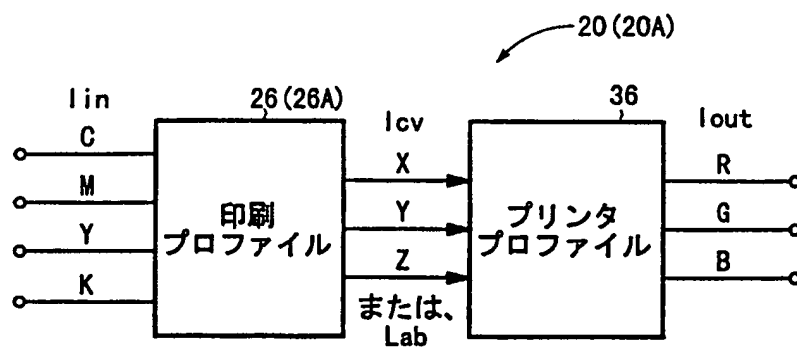 20(20A)
Iin
26(26A)
Icv
36
Iout
C
M
Y
K
印刷
プロファイル
X
Y
Z
または、
Lab
プリンタ
プロファイル
R
G
B